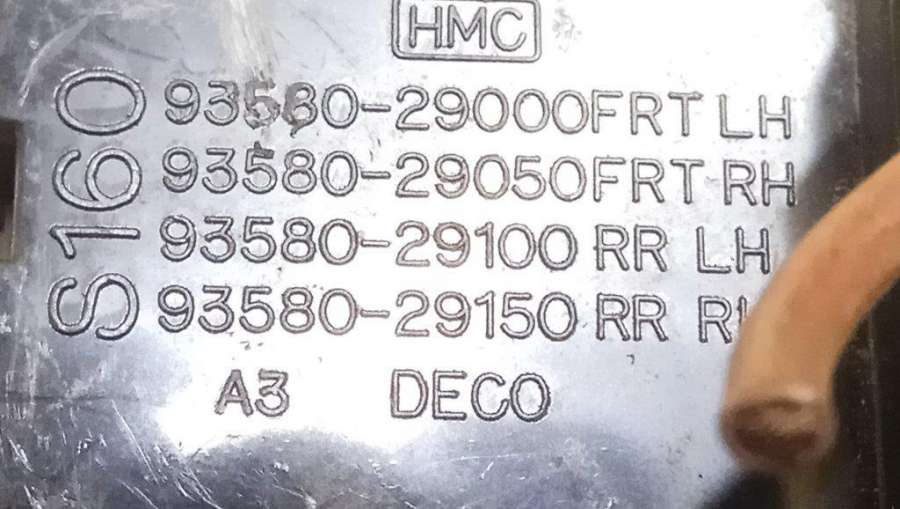 HMC
S160
93580-29000FRT LH
93580-29050FRT RH
93580-29100 RR LH
93580-29150 RR
A3 DECO